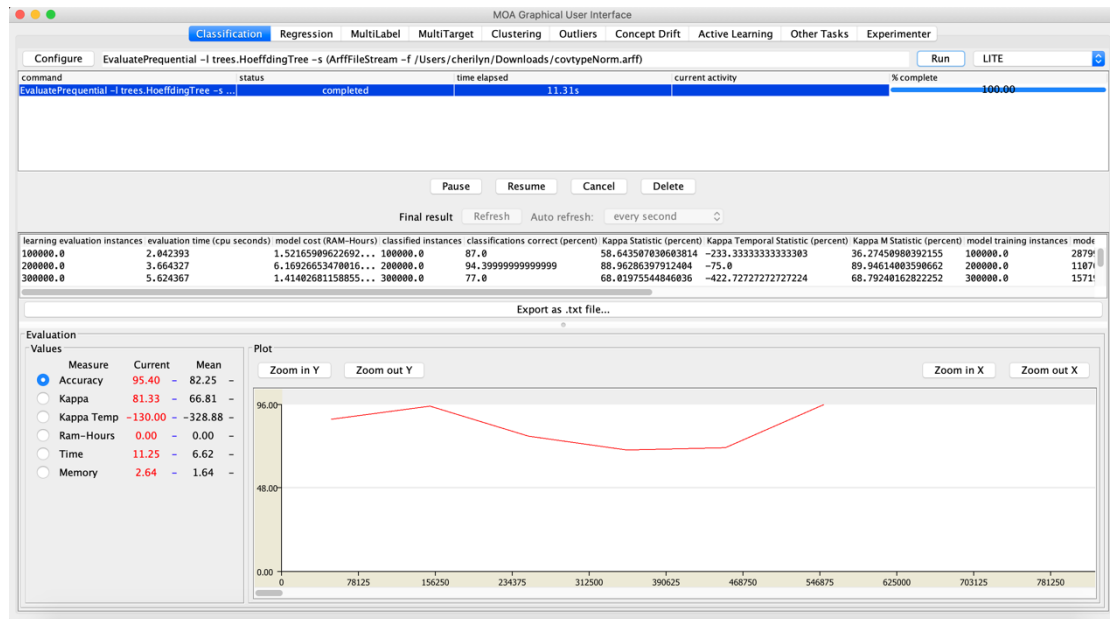 MOA Graphical User Interface
Classification Regression MultiLabel MultiTarget Clustering Outliers Concept Drift Active Learning Other Tasks Experimenter
Configure EvaluatePrequential -l trees.HoeffdingTree -s (ArffFileStream -f /Users/cherilyn/Downloads/covtypeNorm.arff) Run LITE
command status time elapsed current activity % complete
EvaluatePrequential -l trees.HoeffdingTree -s ... completed 11.31s 100.00
Pause Resume Cancel Delete
Final result Refresh Auto refresh: every second
learning evaluation instances evaluation time (cpu seconds) model cost (RAM-Hours) classified instances classifications correct (percent) Kappa Statistic (percent) Kappa Temporal Statistic (percent) Kappa M Statistic (percent) model training instances mode
100000.0 2.042393 1.52165909622692... 100000.0 87.0 58.643507030603814 -233.33333333333303 36.27450980392155 100000.0 2879
200000.0 3.664327 6.16926653470016... 200000.0 94.39999999999999 88.96286397912404 -75.0 89.94614003590662 200000.0 1107
300000.0 5.624367 1.41402681158855... 300000.0 77.0 68.01975544846036 -422.72727272727224 68.79240162822252 300000.0 1571
Export as .txt file...
Evaluation
Values Plot
Measure Current Mean
Zoom in Y Zoom out Y Zoom in X Zoom out X
Accuracy 95.40 - 82.25 -
Kappa 81.33 - 66.81 -
Kappa Temp -130.00 - -328.88 -
Ram-Hours 0.00 - 0.00 -
Time 11.25 - 6.62 -
Memory 2.64 - 1.64 -
96.00
48.00
0.00
0 78125 156250 234375 312500 390625 468750 546875 625000 703125 781250